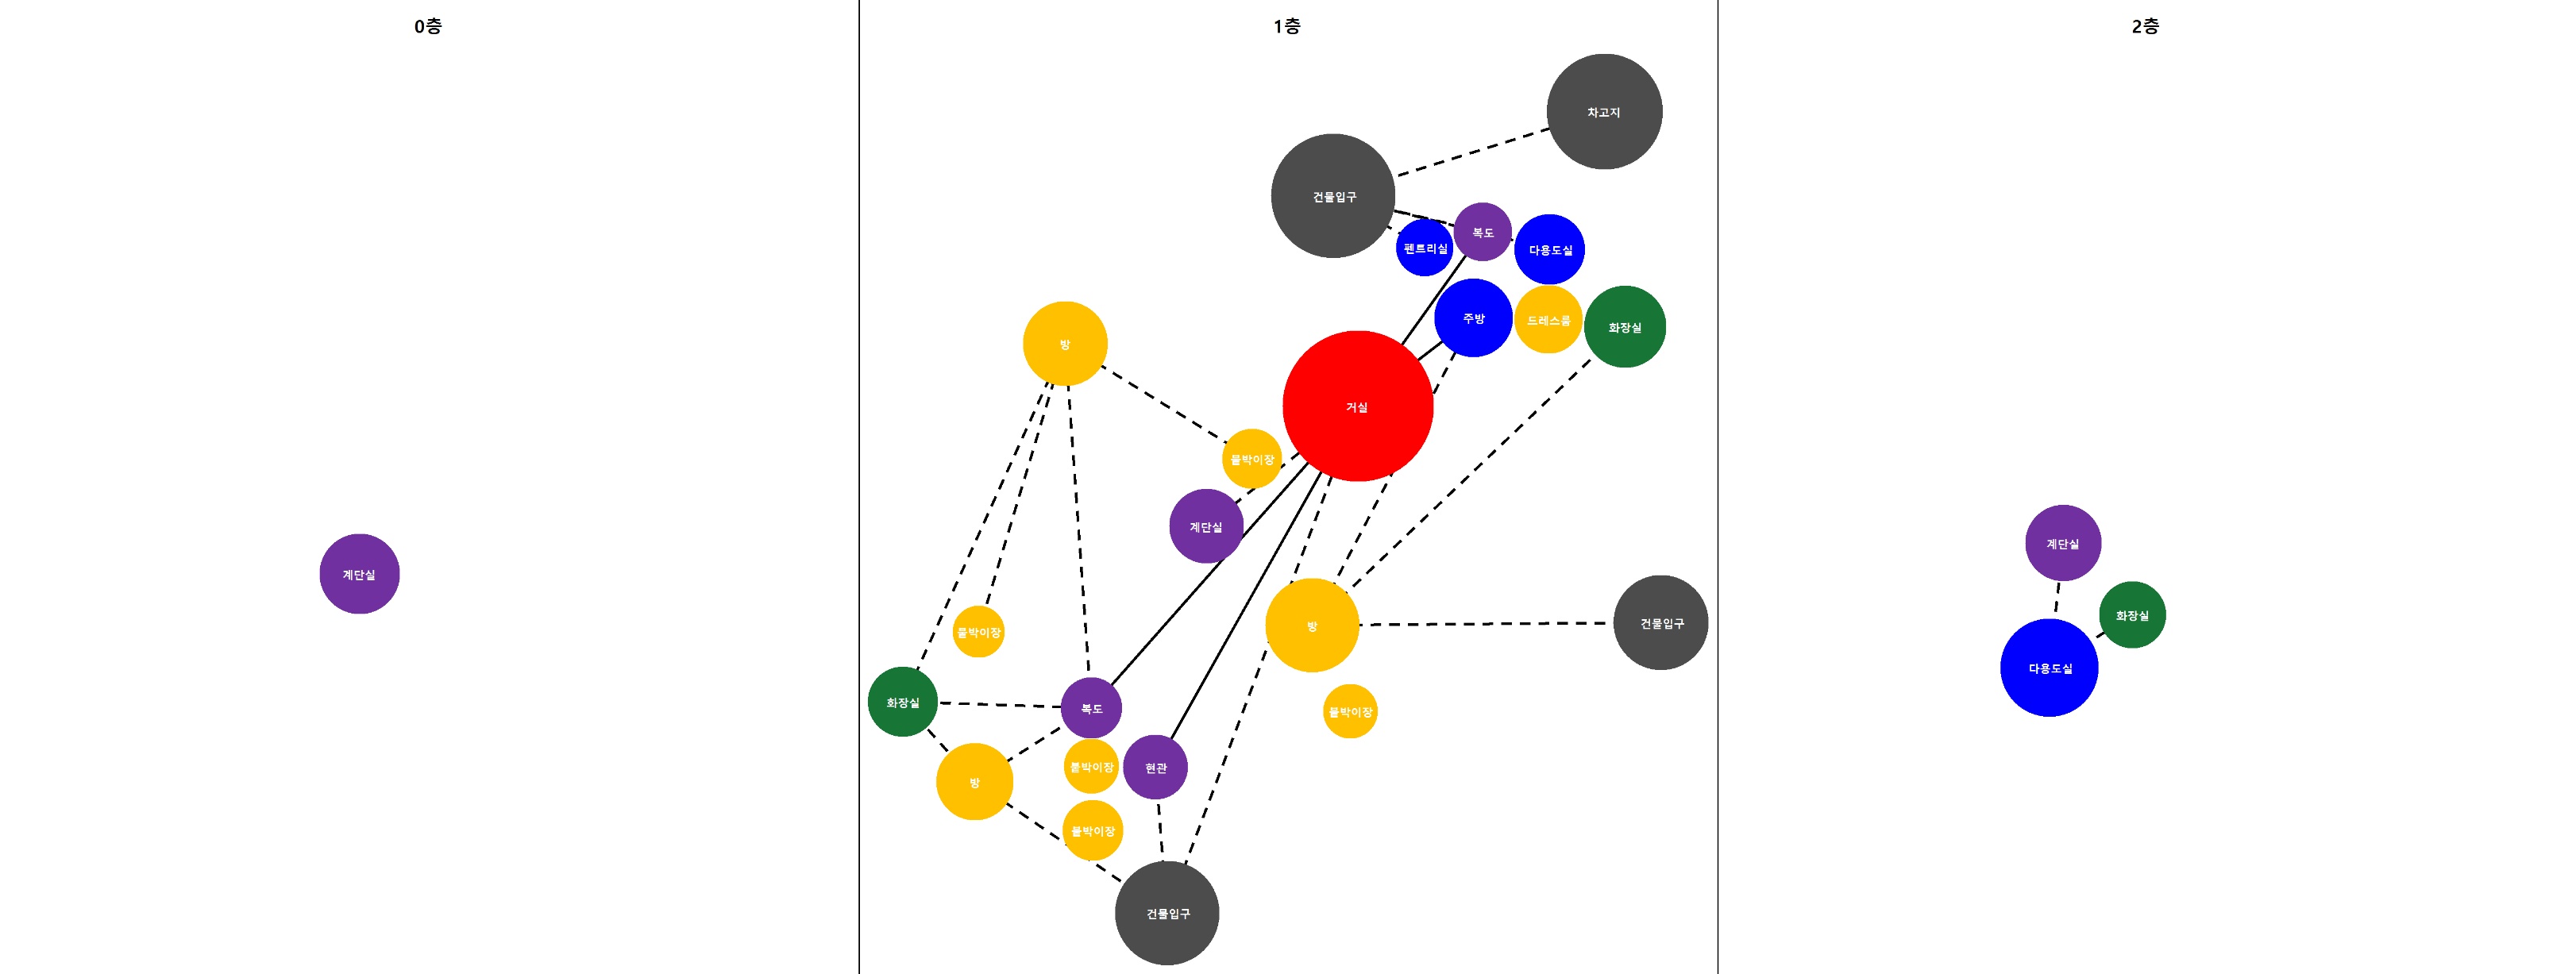 0층
계단실
1층
차고지
건물입구
복도
펜트리실
다용도실
주방
드레스룸
화장실
방
거실
붙박이장
계단실
방
건물입구
붙박이장
화장실
복도
붙박이장
붙박이장
현관
방
붙박이장
건물입구
2층
계단실
화장실
다용도실